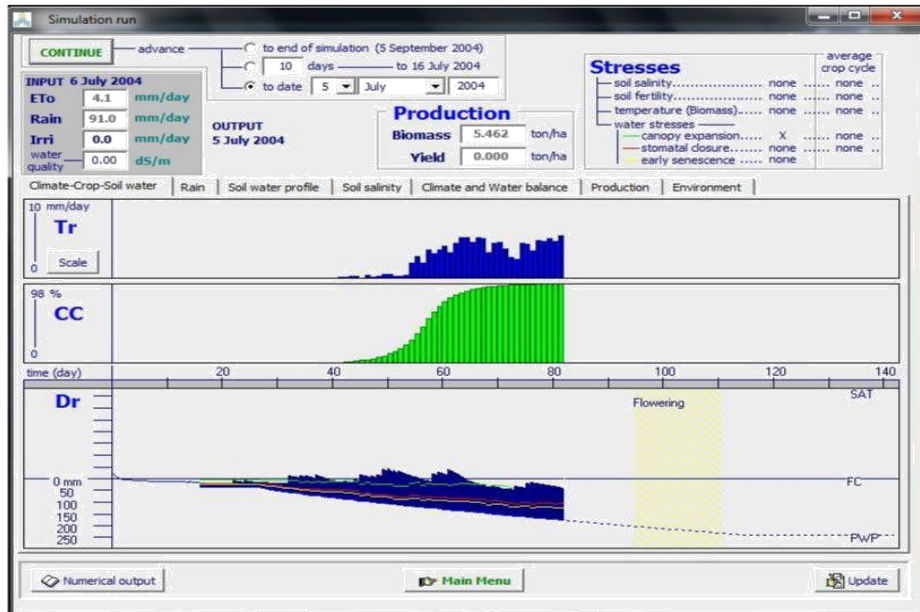 Simulation run
CONTINUE
advance
to end of simulation (5 September 2004)
10 days to 16 July 2004
to date 5 July 2004
INPUT 6 July 2004
ETo 4.1 mm/day
Rain 91.0 mm/day
Irri 0.0 mm/day
water quality 0.00 dS/m
OUTPUT
5 July 2004
Production
Biomass 5.462 ton/ha
Yield 0.000 ton/ha
Stresses
average
crop cycle
soil salinity................ none ....... none ..
soil fertility................ none ....... none ..
temperature (Biomass)..... none ....... none ..
water stresses
canopy expansion..... X ....... none ..
stomatal closure...... none ....... none ..
early senescence ..... none
Climate-Crop-Soil water Rain Soil water profile Soil salinity Climate and Water balance Production Environment
10 mm/day
Tr
Scale
0
98 %
CC
0
time (day) 20 40 60 80 100 120 140
Dr
SAT
Flowering
0 mm
FC
50
100
150
200
250
PWP
Numerical output
Main Menu
Update